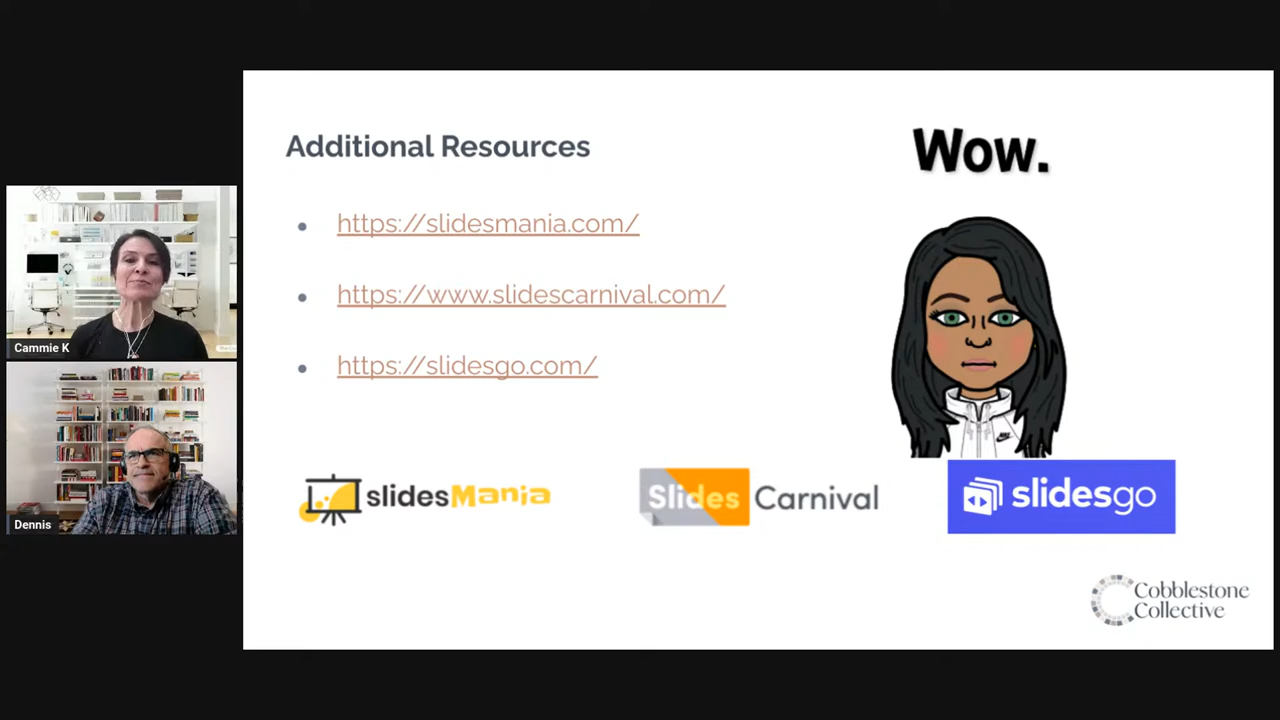 Additional Resources
Wow.
https://slidesmania.com/
https://www.slidescarnival.com/
https://slidesgo.com/
Cammie K
Dennis
slidesMania
Slides Carnival
slidesgo
Cobblestone
Collective